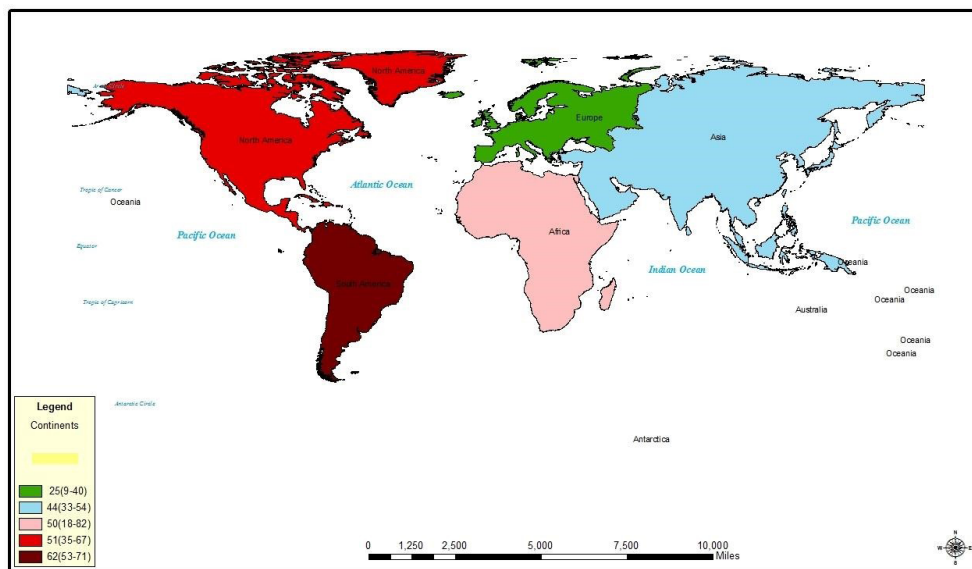 North America
Arctic Circle
Europe
North America
Asia
Atlantic Ocean
Tropic of Cancer
Oceania
Pacific Ocean
Pacific Ocean
Africa
Equator
Oceania
Indian Ocean
South America
Oceania
Oceania
Tropic of Capricorn
Australia
Oceania
Oceania
Antarctic Circle
Antarctica
Legend
Continents
25(9-40)
44(33-54)
50(18-82)
51(35-67)
62(53-71)
0 1,250 2,500 5,000 7,500 10,000
Miles
N
W E
S